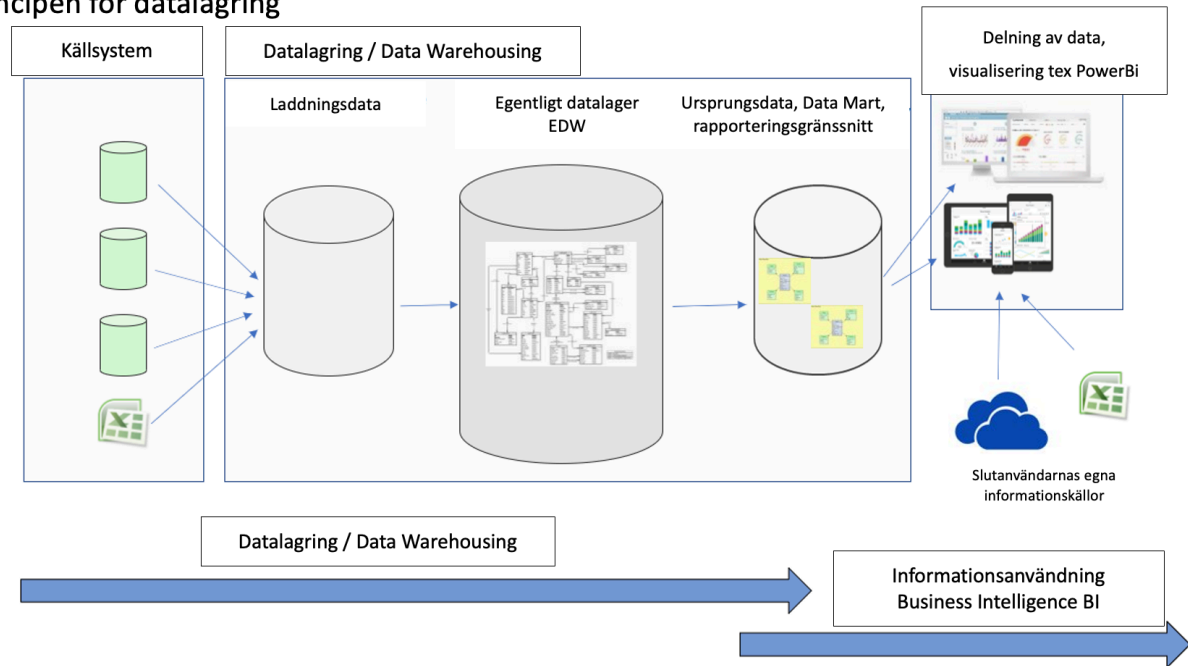 ncipen för datalagring
Källsystem
Datalagring / Data Warehousing
Delning av data,
visualisering tex PowerBi
Laddningsdata
Egentligt datalager
EDW
Ursprungsdata, Data Mart,
rapporteringsgränssnitt
Slutanvändarnas egna
informationskällor
Datalagring / Data Warehousing
Informationsanvändning
Business Intelligence BI